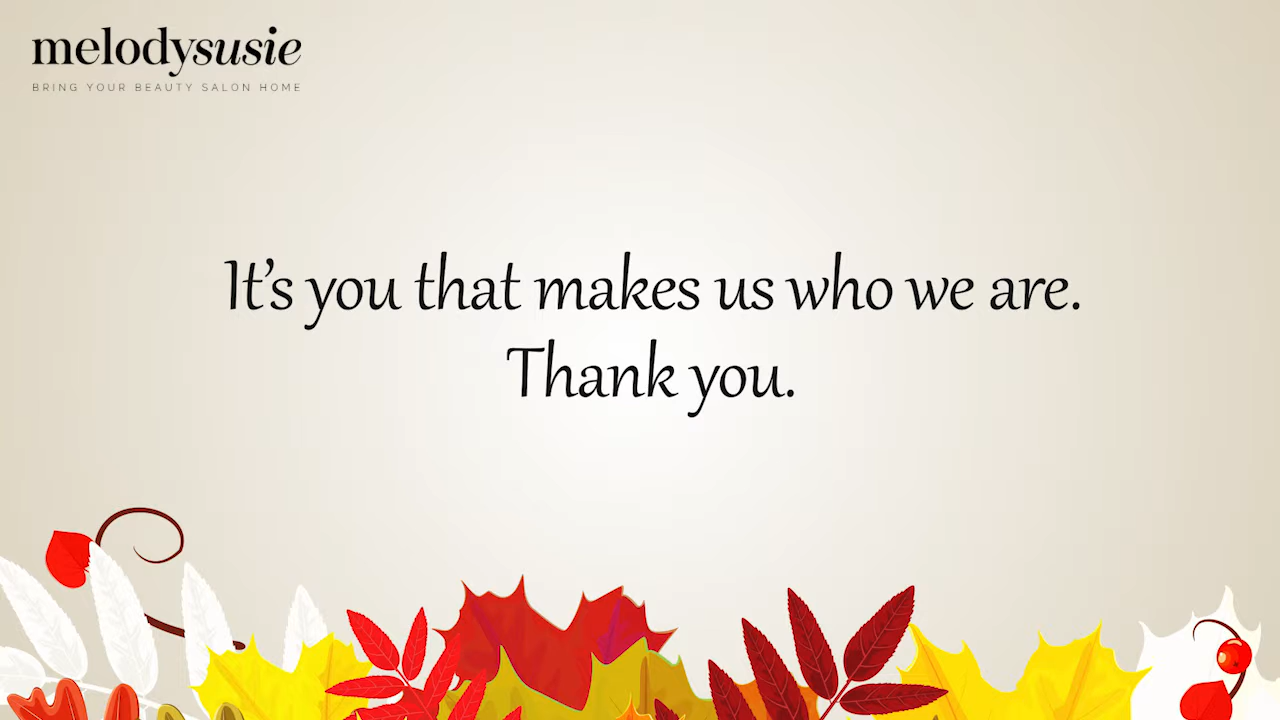 melodysusie
BRING YOUR BEAUTY SALON HOME
It's you that makes us who we are.
Thank you.